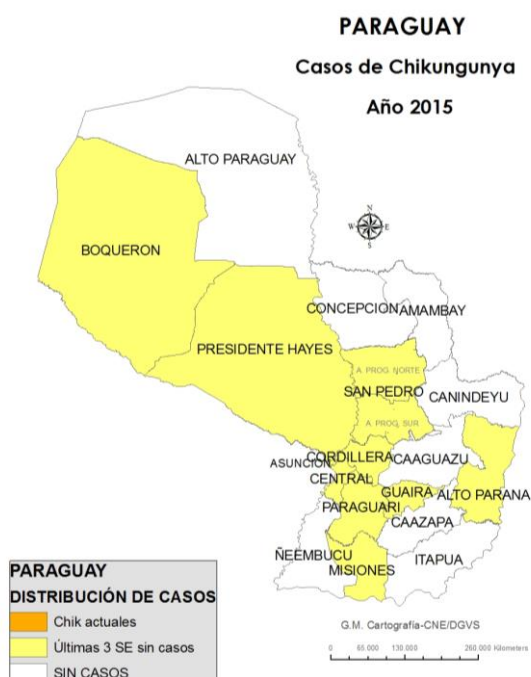 PARAGUAY
Casos de Chikungunya
Año 2015
ALTO PARAGUAY
N
W E
S
BOQUERON
CONCEPCION
AMAMBAY
PRESIDENTE HAYES
A. PROG. NORTE
SAN PEDRO
CANINDEYU
A. PROG. SUR
CORDILLERA
CAAGUAZU
ASUNCION
CENTRAL
GUAIRA
ALTO PARANA
PARAGUARI
CAAZAPA
ÑEEMBUCU
MISIONES
ITAPUA
PARAGUAY
DISTRIBUCIÓN DE CASOS
Chik actuales
Últimas 3 SE sin casos
SIN CASOS
G.M. Cartografía-CNE/DGVS
0 65.000 130.000 260.000 Kilometers